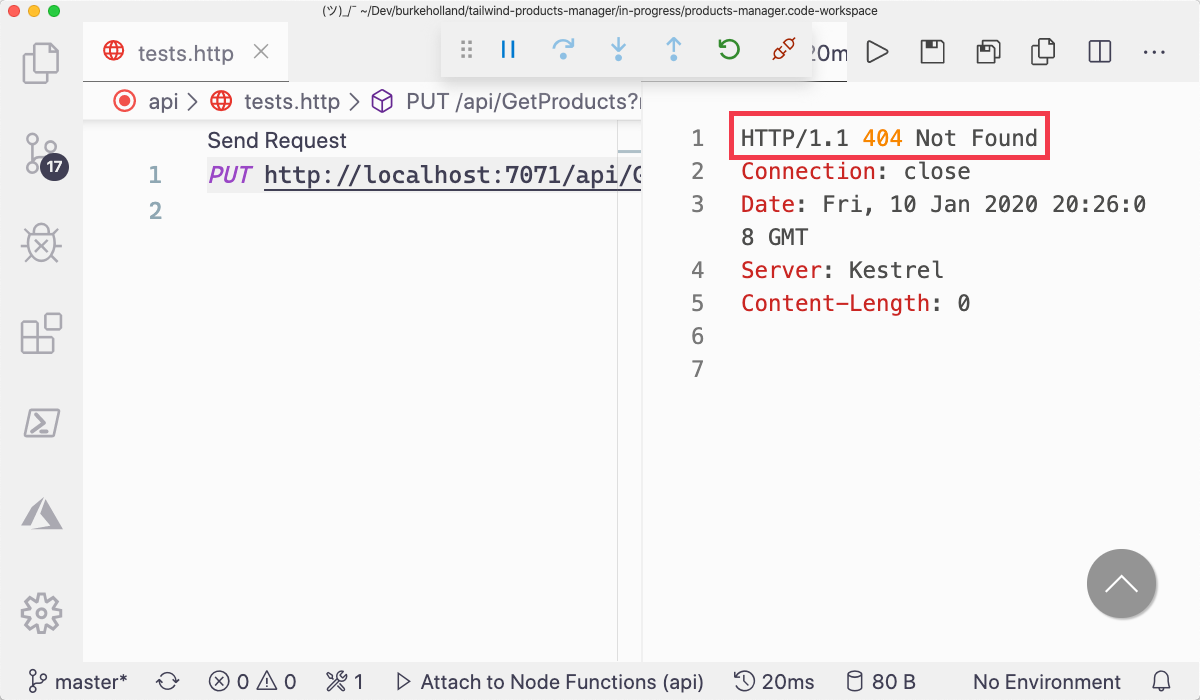 (ツ)_/¯ ~/Dev/burkeholland/tailwind-products-manager/in-progress/products-manager.code-workspace
tests.http
20m
api > tests.http > PUT /api/GetProducts?
Send Request
1 PUT http://localhost:7071/api/G
2
1 HTTP/1.1 404 Not Found
2 Connection: close
3 Date: Fri, 10 Jan 2020 20:26:0
8 GMT
4 Server: Kestrel
5 Content-Length: 0
6
7
17
master* 0 0 1 Attach to Node Functions (api) 20ms 80 B No Environment